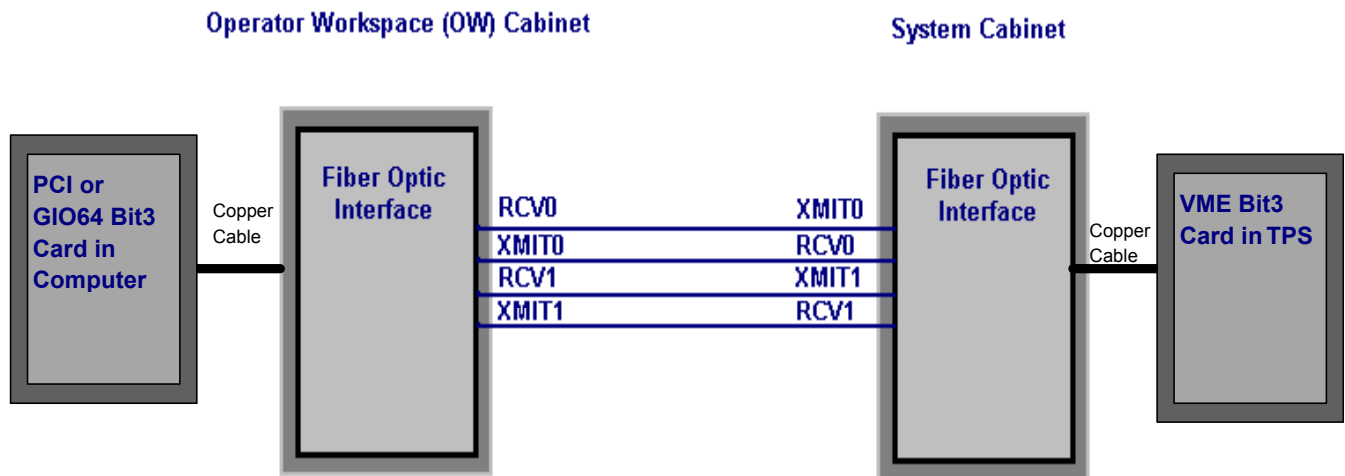 Operator Workspace (OW) Cabinet
System Cabinet
PCI or
GIO64 Bit3
Card in
Computer
Copper
Cable
Fiber Optic
Interface
RCV0
XMIT0
RCV1
XMIT1
XMIT0
RCV0
XMIT1
RCV1
Fiber Optic
Interface
Copper
Cable
VME Bit3
Card in TPS